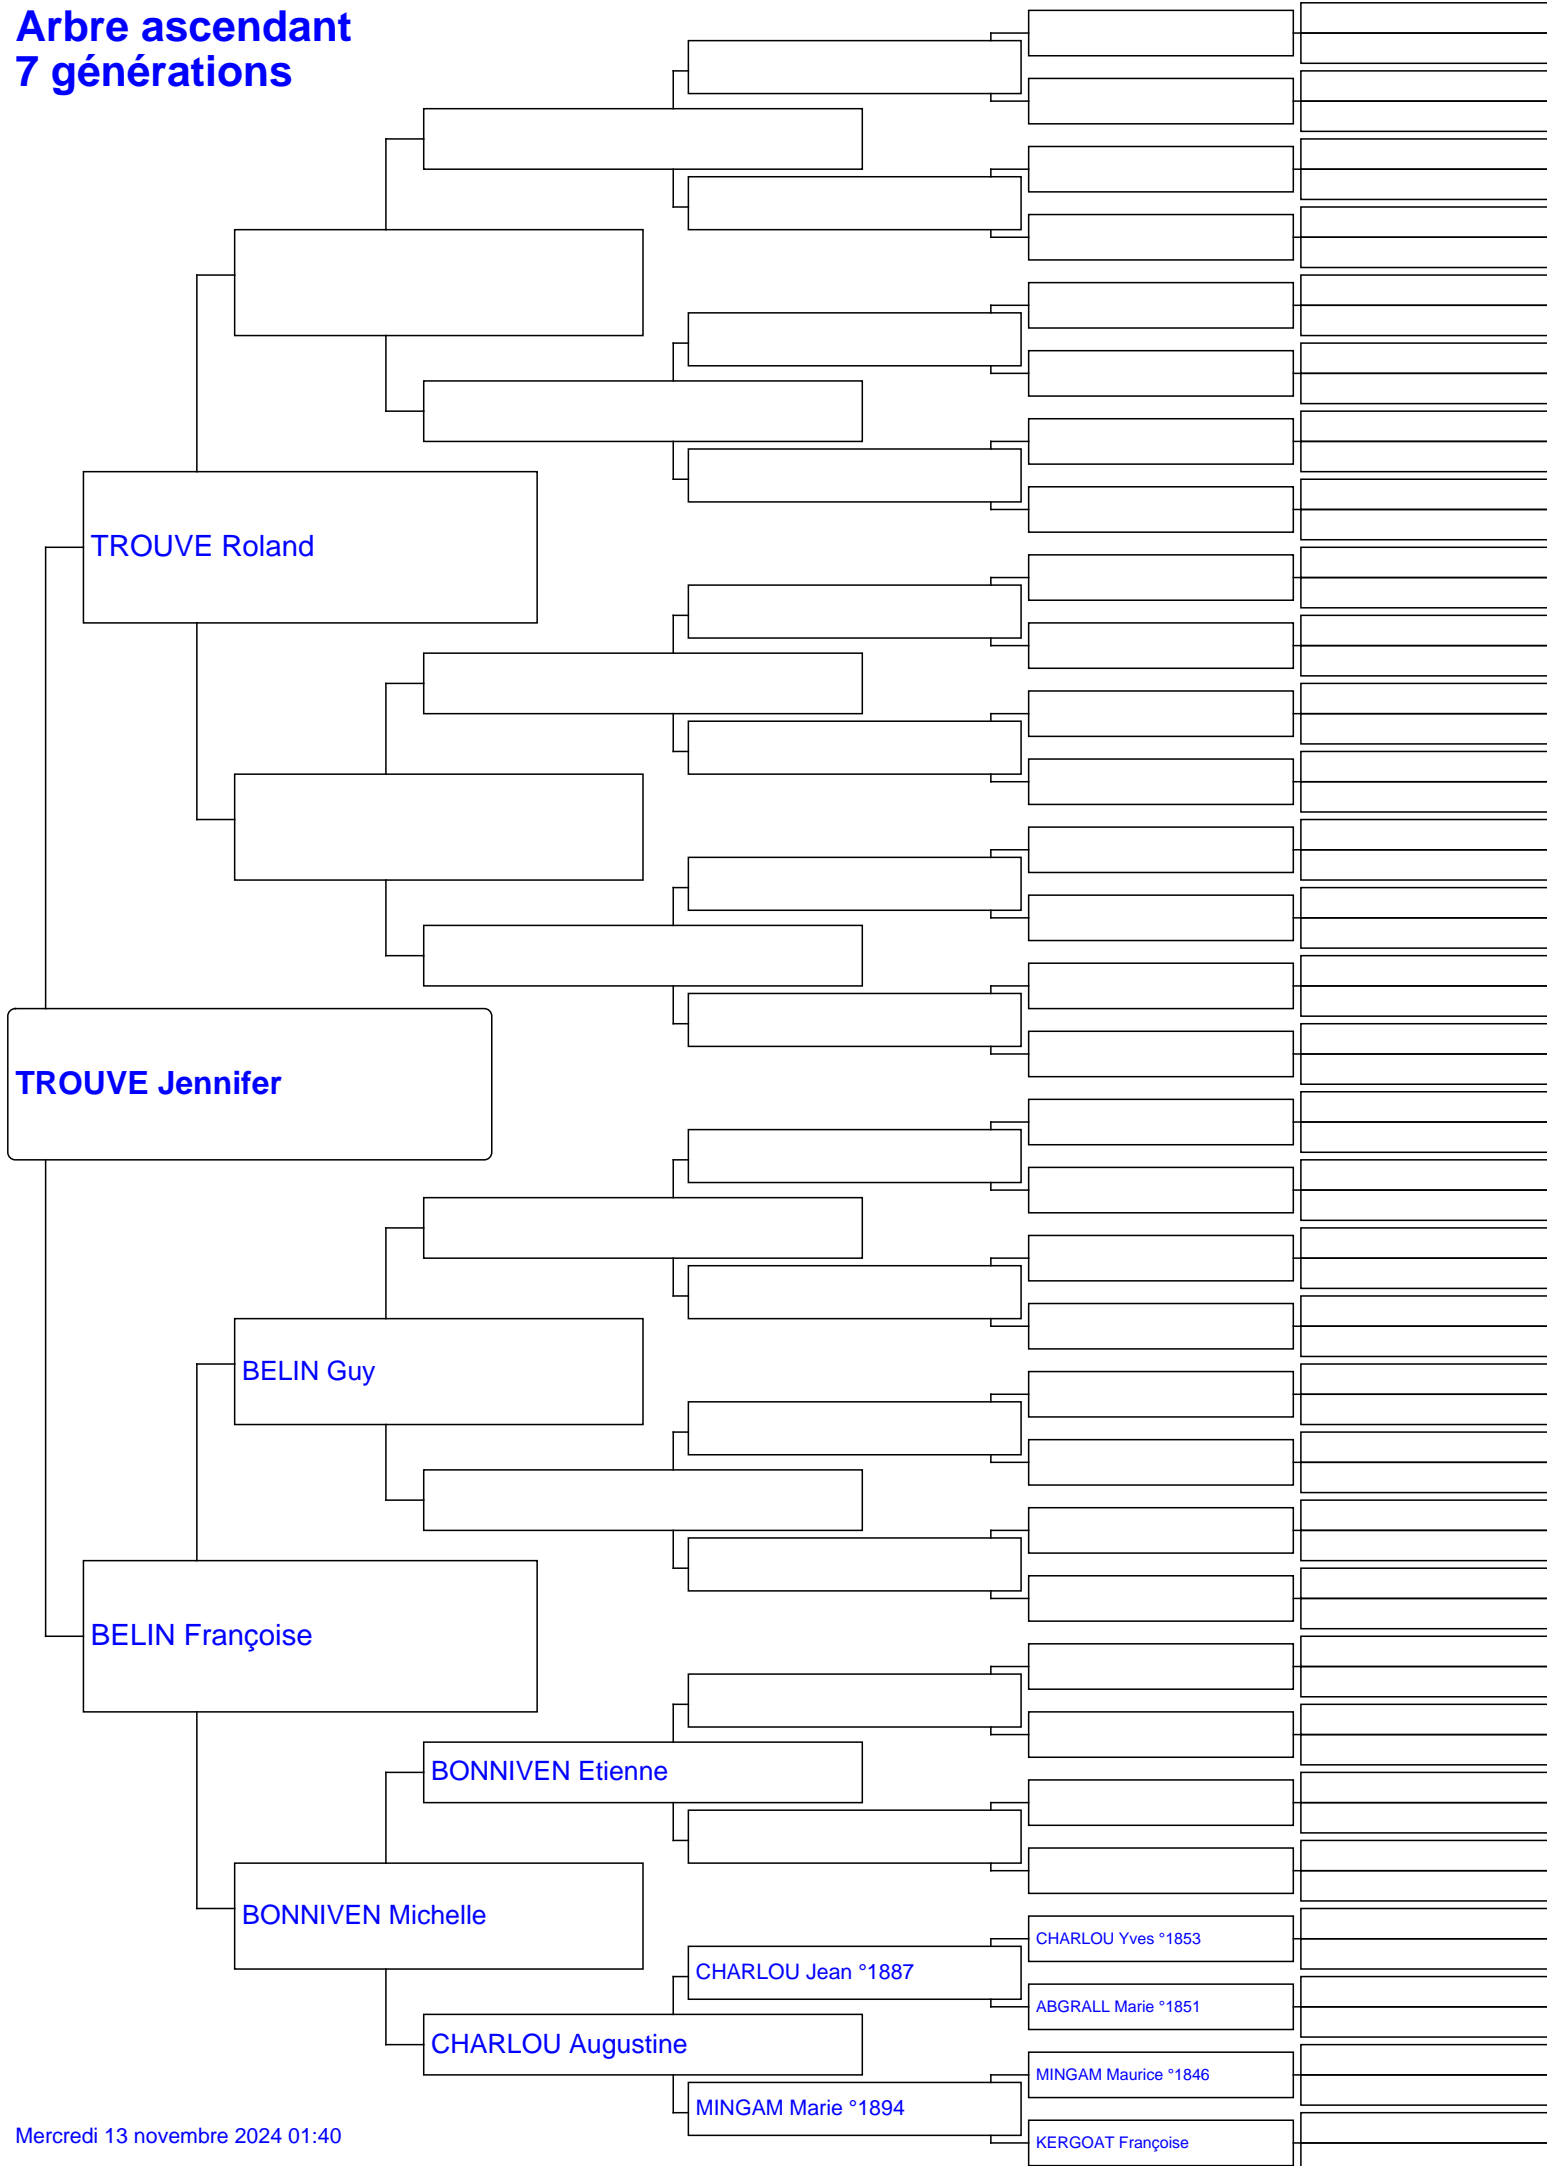 Arbre ascendant
7 générations
TROUVE Roland
TROUVE Jennifer
BELIN Guy
BELIN Françoise
BONNIVEN Etienne
BONNIVEN Michelle
CHARLOU Yves °1853
CHARLOU Jean °1887
ABGRALL Marie °1851
CHARLOU Augustine
MINGAM Maurice °1846
MINGAM Marie °1894
KERGOAT Françoise
Mercredi 13 novembre 2024 01:40